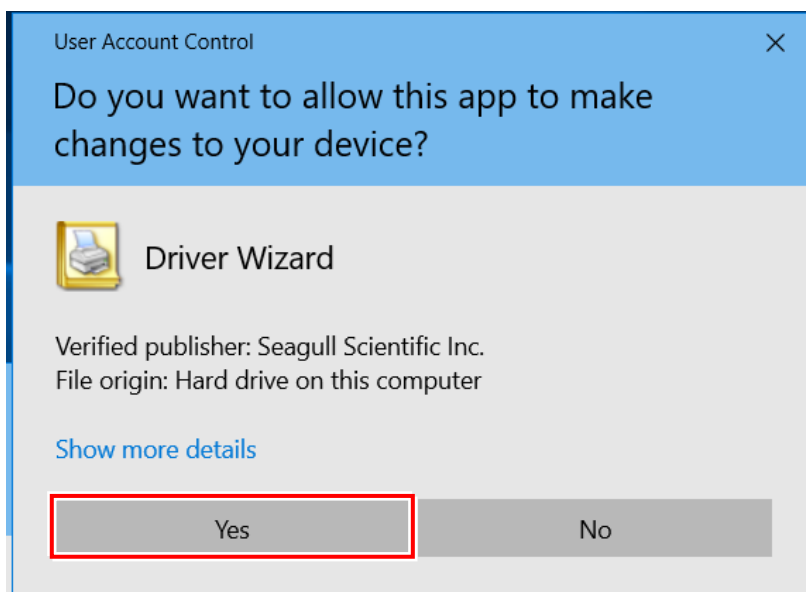 User Account Control
Do you want to allow this app to make
changes to your device?
Driver Wizard
Verified publisher: Seagull Scientific Inc.
File origin: Hard drive on this computer
Show more details
Yes
No